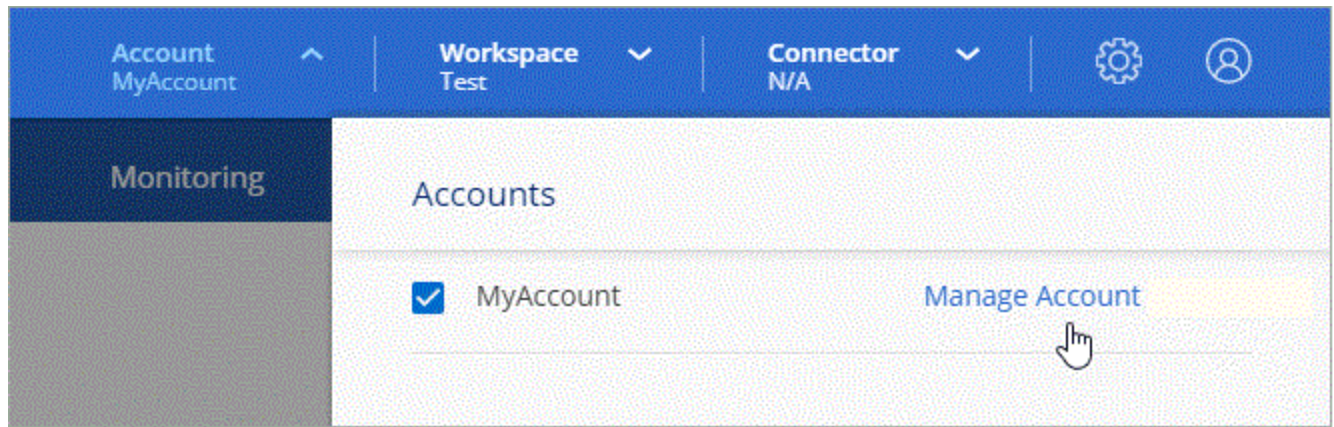 Account
MyAccount
Workspace
Test
Connector
N/A
Monitoring
Accounts
MyAccount
Manage Account